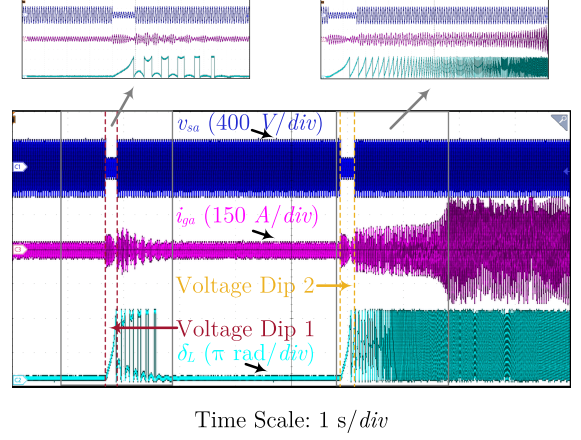 v_sa (400 V/div)
C1
i_ga (150 A/div)
C3
Voltage Dip 2
Voltage Dip 1
δ_L (π rad/div)
C2
Time Scale: 1 s/div